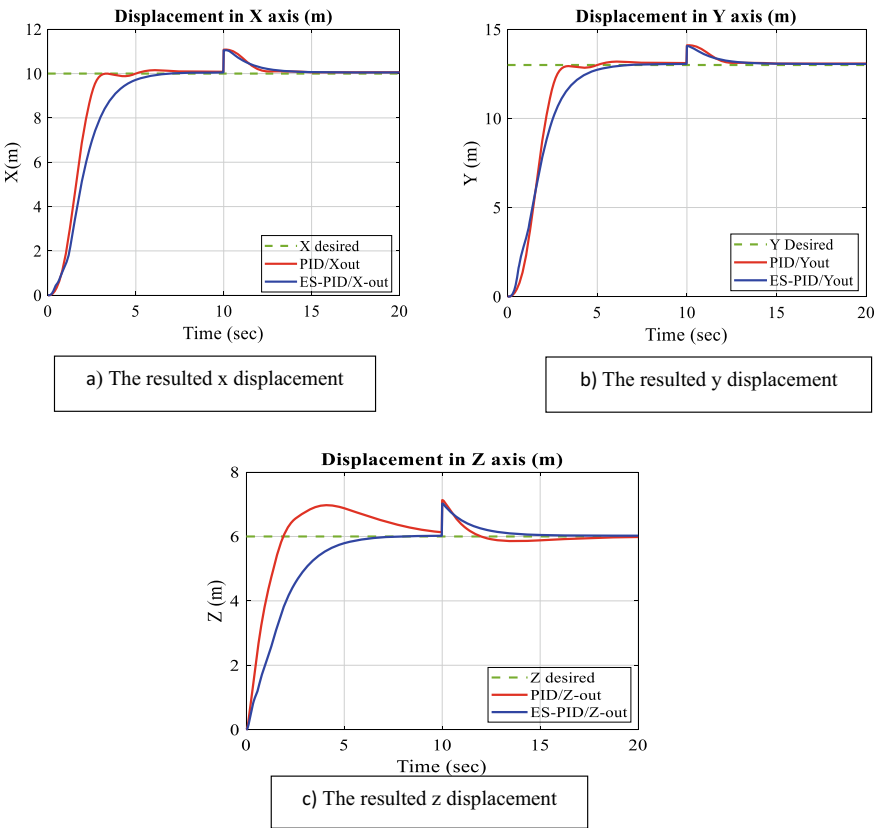 Displacement in X axis (m)
12
10
8
6
4
2
0
X(m)
X desired
PID/Xout
ES-PID/X-out
0
5
10
15
20
Time (sec)
a) The resulted x displacement
Displacement in Y axis (m)
15
10
5
0
Y (m)
Y Desired
PID/Yout
ES-PID/Yout
0
5
10
15
20
Time (sec)
b) The resulted y displacement
Displacement in Z axis (m)
8
6
4
2
0
Z (m)
Z desired
PID/Z-out
ES-PID/Z-out
0
5
10
15
20
Time (sec)
c) The resulted z displacement